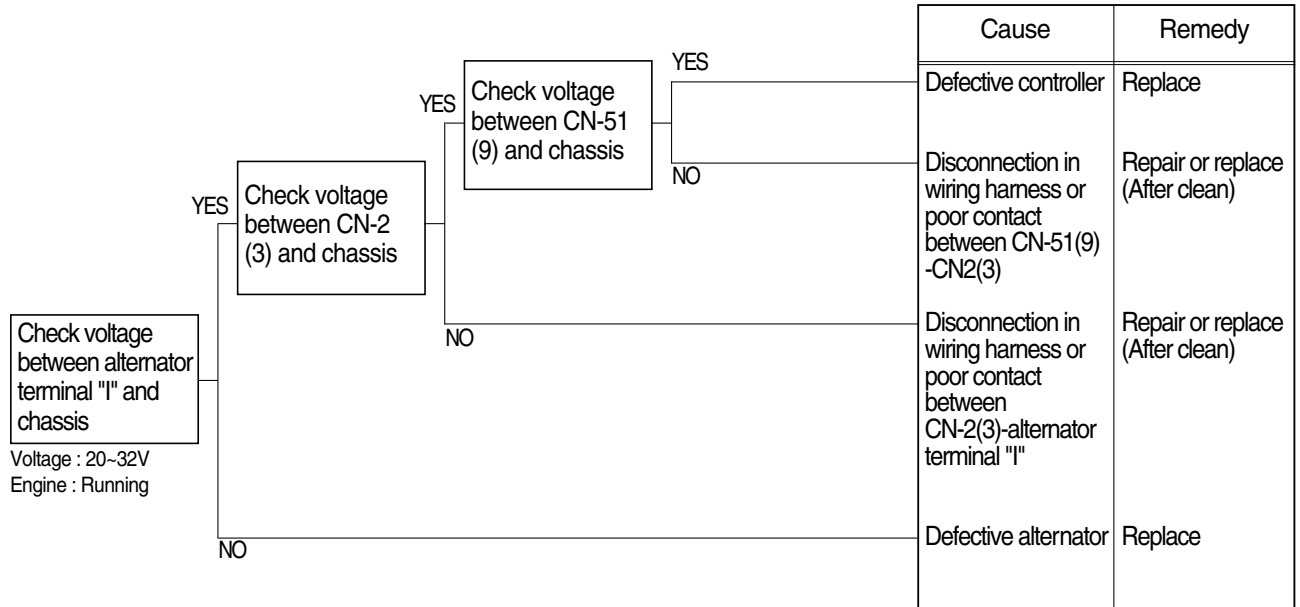 Cause
Remedy
YES
Defective controller
Replace
YES
Check voltage
between CN-51
(9) and chassis
NO
Disconnection in
wiring harness or
poor contact
between CN-51(9)
-CN2(3)
Repair or replace
(After clean)
YES
Check voltage
between CN-2
(3) and chassis
NO
Disconnection in
wiring harness or
poor contact
between
CN-2(3)-alternator
terminal "I"
Repair or replace
(After clean)
Check voltage
between alternator
terminal "I" and
chassis
Voltage : 20~32V
Engine : Running
NO
Defective alternator
Replace